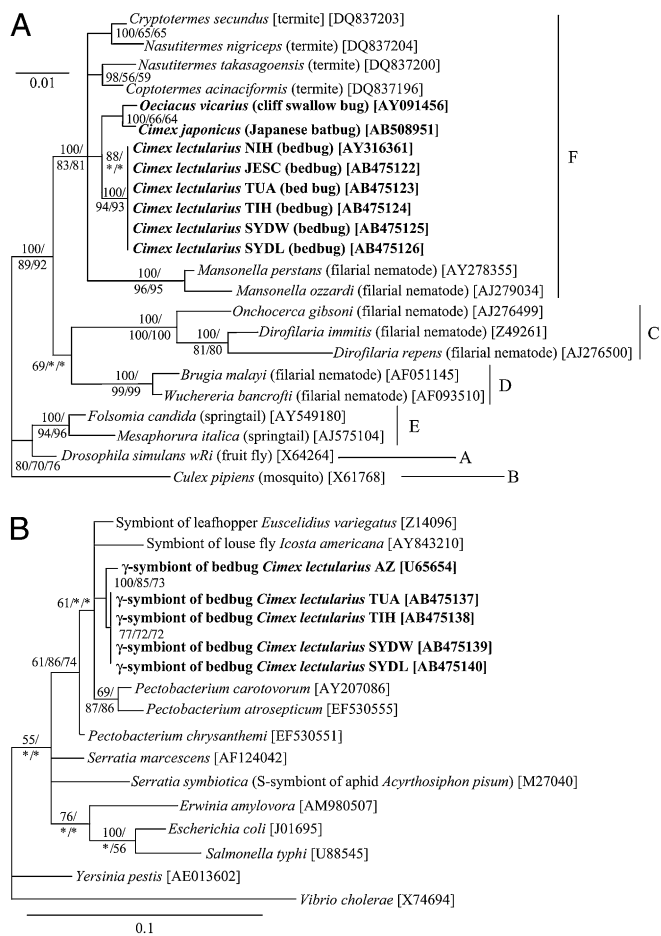 A
Cryptotermes secundus [termite] [DQ837203]
100/65/65
Nasutitermes nigriceps (termite) [DQ837204]
0.01
Nasutitermes takasagoensis (termite) [DQ837200]
98/56/59
Coptotermes acinaciformis (termite) [DQ837196]
Oeciacus vicarius (cliff swallow bug) [AY091456]
100/66/64
Cimex japonicus (Japanese batbug) [AB508951]
100/
83/81
88/
*/*
Cimex lectularius NIH (bedbug) [AY316361]
Cimex lectularius JESC (bedbug) [AB475122]
F
100/
94/93
Cimex lectularius TUA (bed bug) [AB475123]
Cimex lectularius TIH (bedbug) [AB475124]
Cimex lectularius SYDW (bedbug) [AB475125]
Cimex lectularius SYDL (bedbug) [AB475126]
100/
89/92
100/
96/95
Mansonella perstans (filarial nematode) [AY278355]
Mansonella ozzardi (filarial nematode) [AJ279034]
Onchocerca gibsoni (filarial nematode) [AJ276499]
100/
100/100
Dirofilaria immitis (filarial nematode) [Z49261]
C
100/
81/80
Dirofilaria repens (filarial nematode) [AJ276500]
69/*/*
Brugia malayi (filarial nematode) [AF051145]
100/
99/99
D
Wuchereria bancrofti (filarial nematode) [AF093510]
Folsomia candida (springtail) [AY549180]
100/
94/96
E
Mesaphorura italica (springtail) [AJ575104]
Drosophila simulans wRi (fruit fly) [X64264]
A
80/70/76
Culex pipiens (mosquito) [X61768]
B
B
Symbiont of leafhopper Euscelidius variegatus [Z14096]
Symbiont of louse fly Icosta americana [AY843210]
γ-symbiont of bedbug Cimex lectularius AZ [U65654]
100/85/73
61/*/*
γ-symbiont of bedbug Cimex lectularius TUA [AB475137]
γ-symbiont of bedbug Cimex lectularius TIH [AB475138]
77/72/72
γ-symbiont of bedbug Cimex lectularius SYDW [AB475139]
γ-symbiont of bedbug Cimex lectularius SYDL [AB475140]
61/86/74
69/
87/86
Pectobacterium carotovorum [AY207086]
Pectobacterium atrosepticum [EF530555]
Pectobacterium chrysanthemi [EF530551]
55/
*/*
Serratia marcescens [AF124042]
Serratia symbiotica (S-symbiont of aphid Acyrthosiphon pisum) [M27040]
Erwinia amylovora [AM980507]
76/
*/*
Escherichia coli [J01695]
100/
*/56
Salmonella typhi [U88545]
Yersinia pestis [AE013602]
Vibrio cholerae [X74694]
0.1